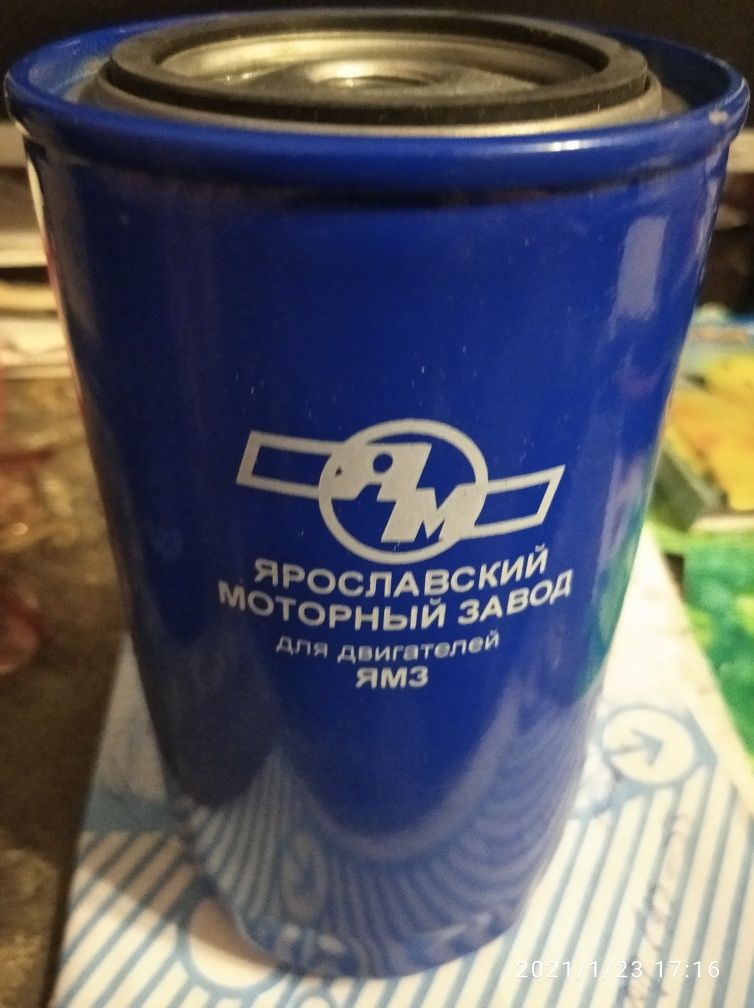 ЯМ
ЯРОСЛАВСКИЙ
МОТОРНЫЙ ЗАВОД
для двигателей
ЯМЗ
2021/1/23 17:16